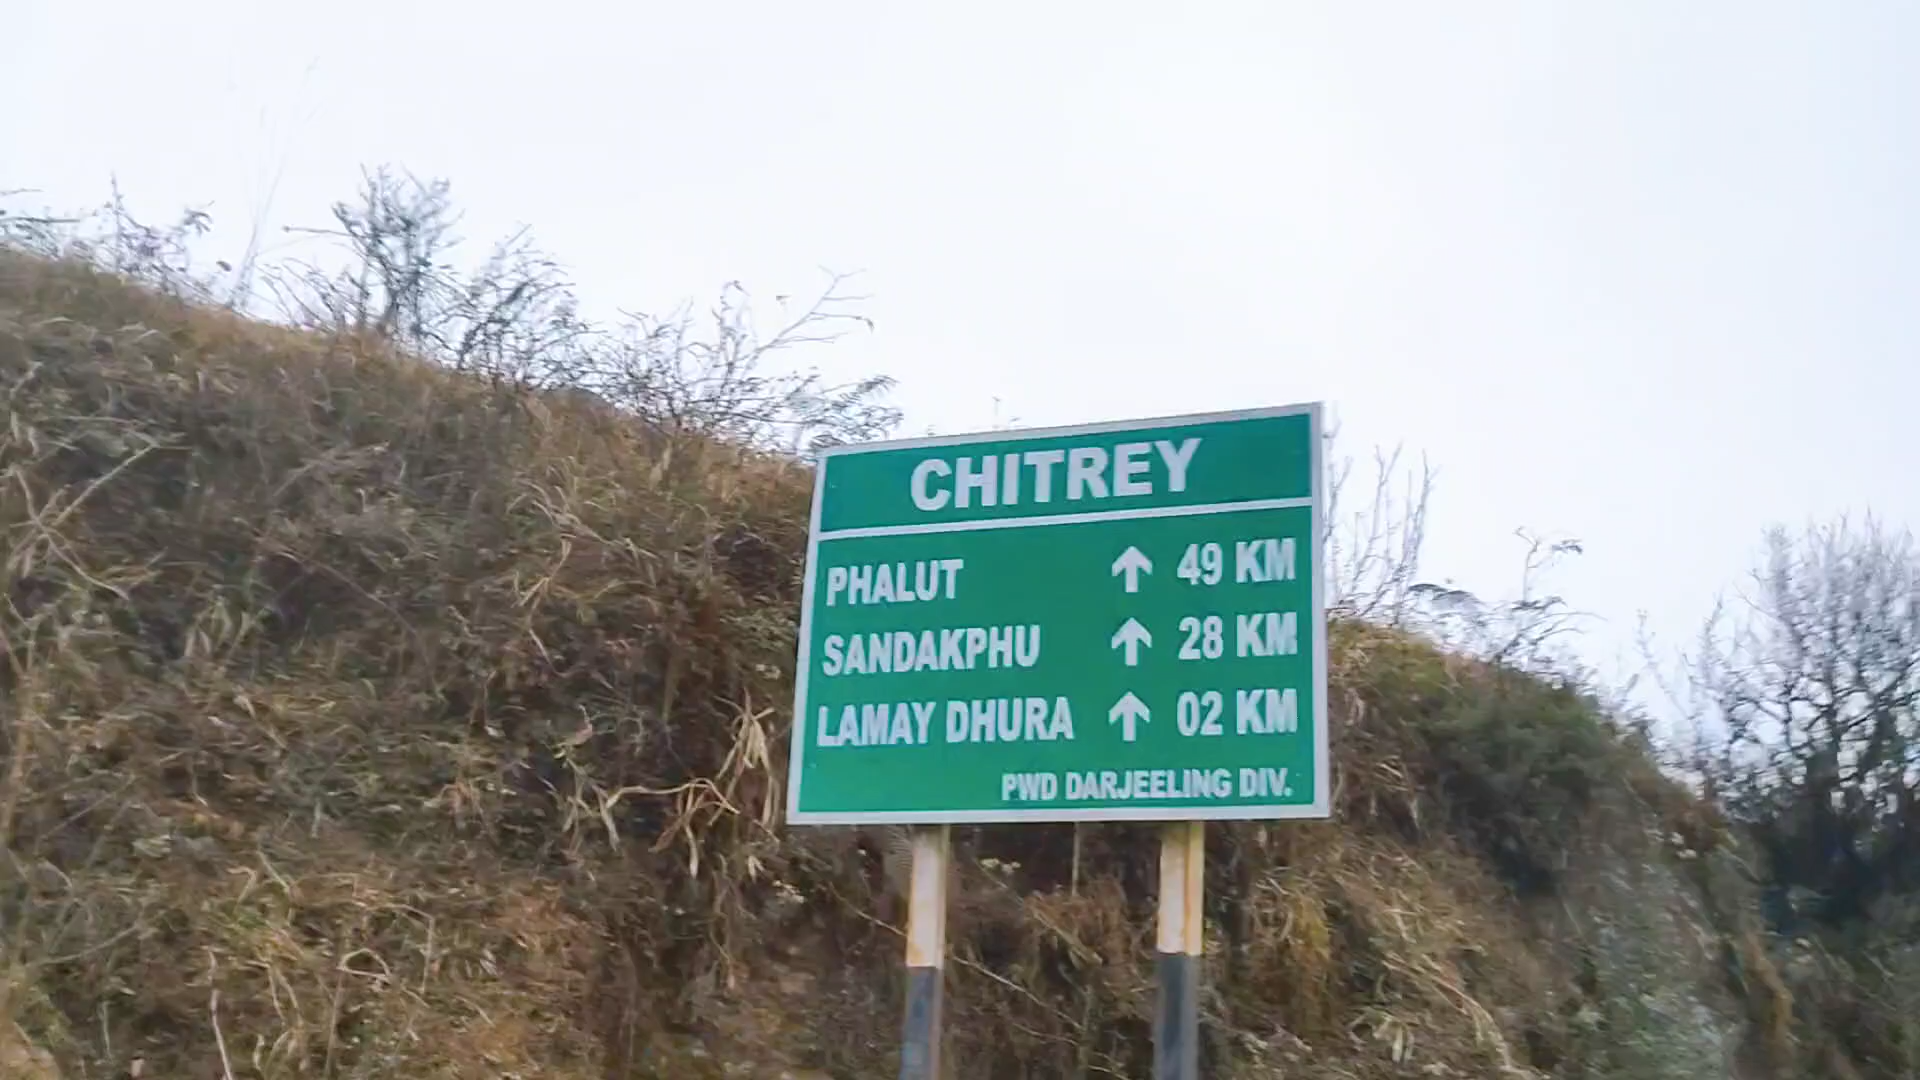 CHITREY
PHALUT ↑ 49 KM
SANDAKPHU ↑ 28 KM
LAMAY DHURA ↑ 02 KM
PWD DARJEELING DIV.